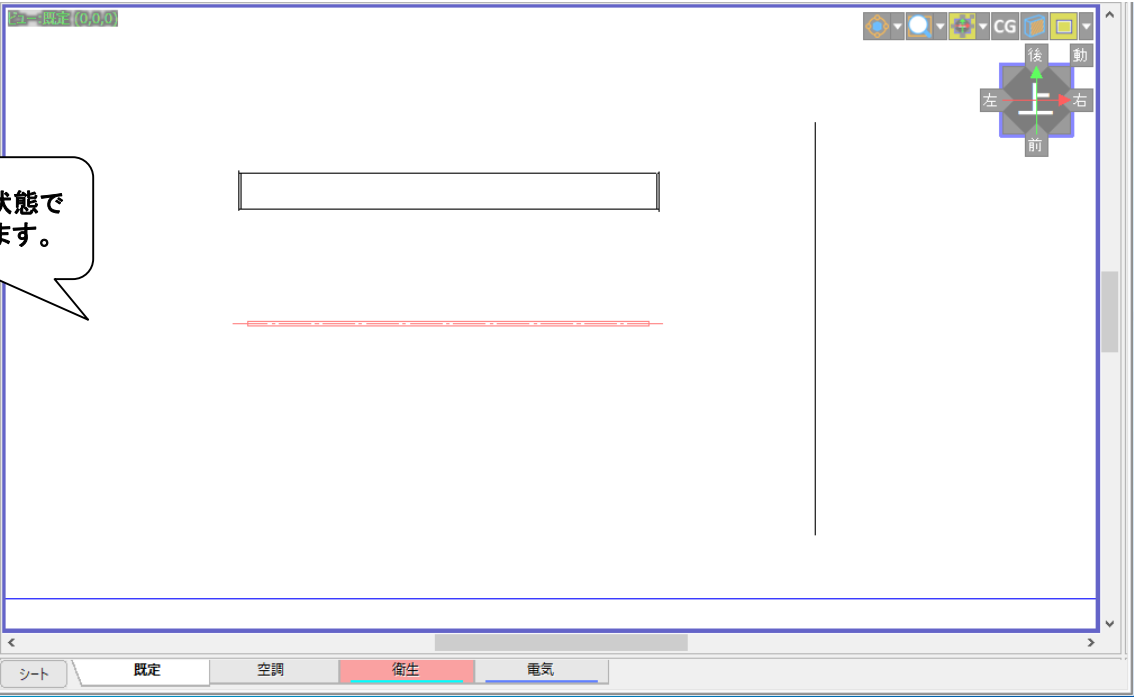 ビュー:既定 (0,0,0)
CG
後
動
左
上
右
前
状態で
ます。
シート
既定
空調
衛生
電気